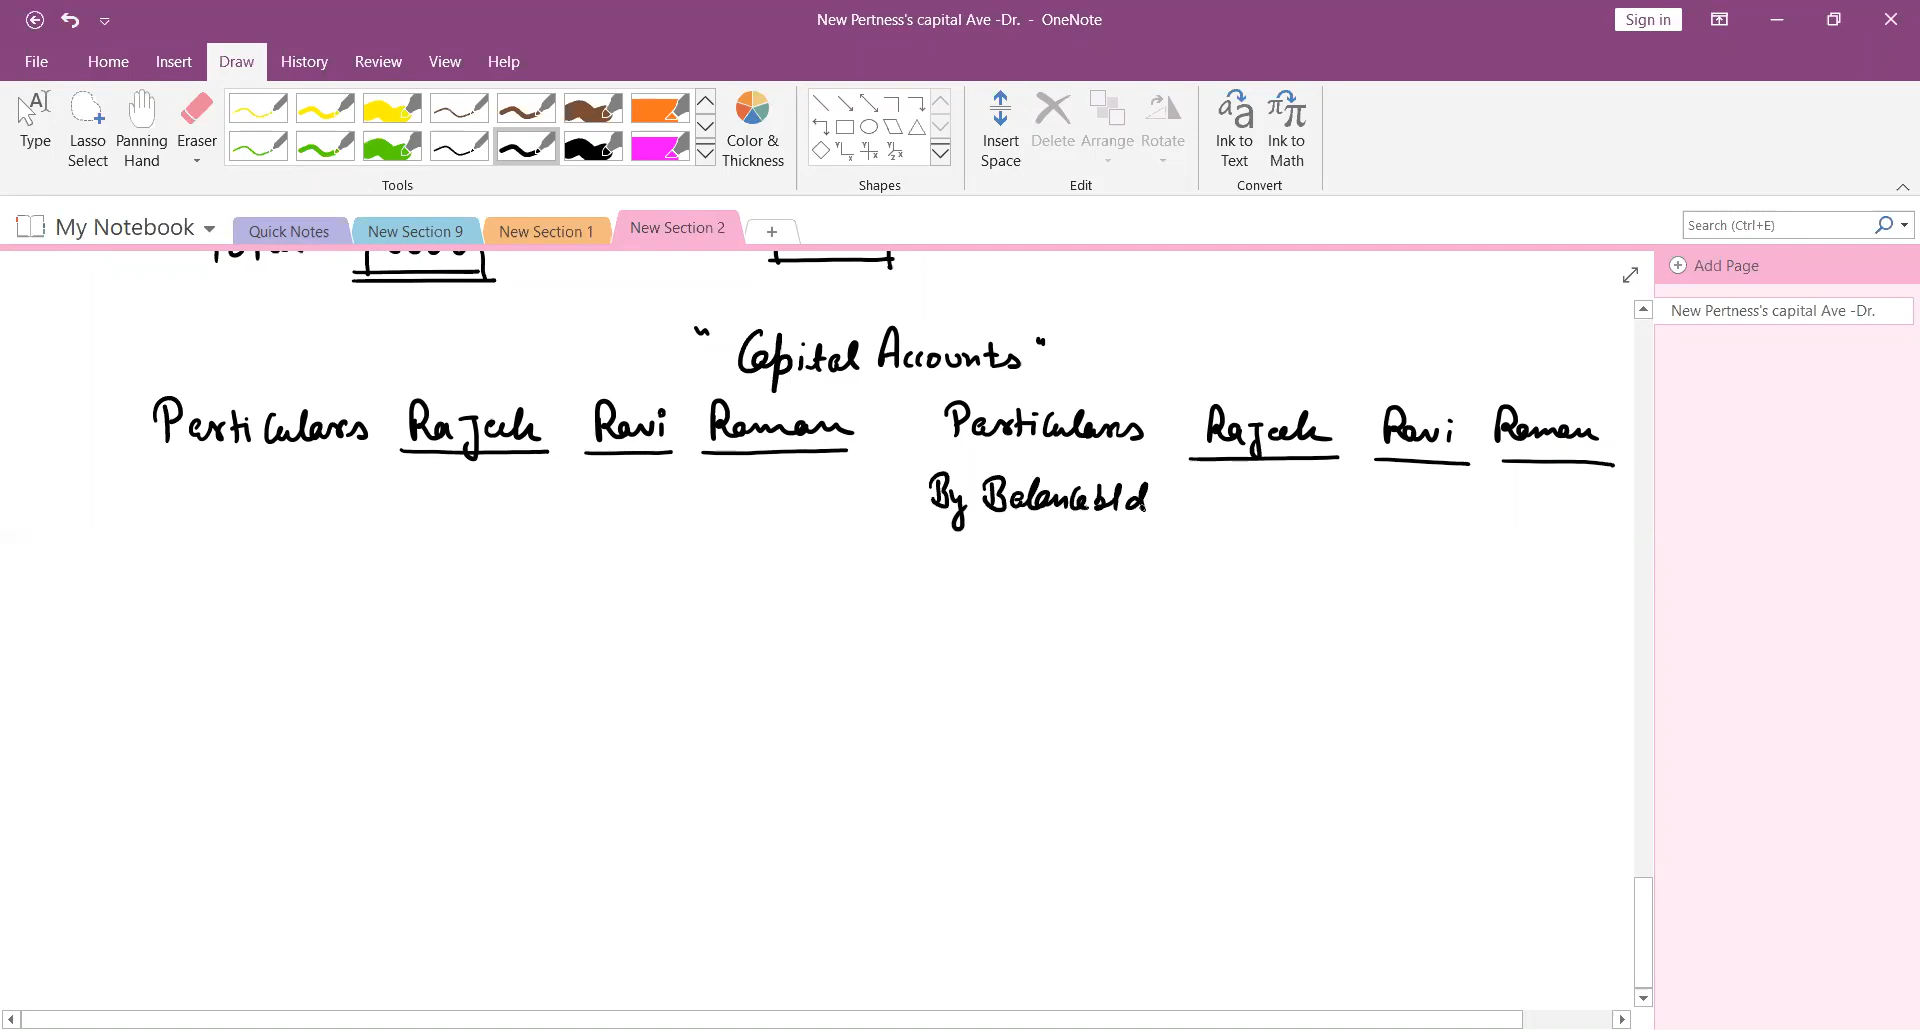 New Pertness's capital Ave -Dr. - OneNote
Sign in
File Home Insert Draw History Review View Help
Type
Lasso Select
Panning Hand
Eraser
Color & Thickness
Insert Space
Delete
Arrange
Rotate
Ink to Text
Ink to Math
Tools
Shapes
Edit
Convert
My Notebook
Quick Notes New Section 9 New Section 1 New Section 2
Search (Ctrl+E)
Add Page
New Pertness's capital Ave -Dr.
Total
"Capital Accounts"
Particulars Rajesh Ravi Raman Particulars Rajesh Ravi Raman
By Balance b/d